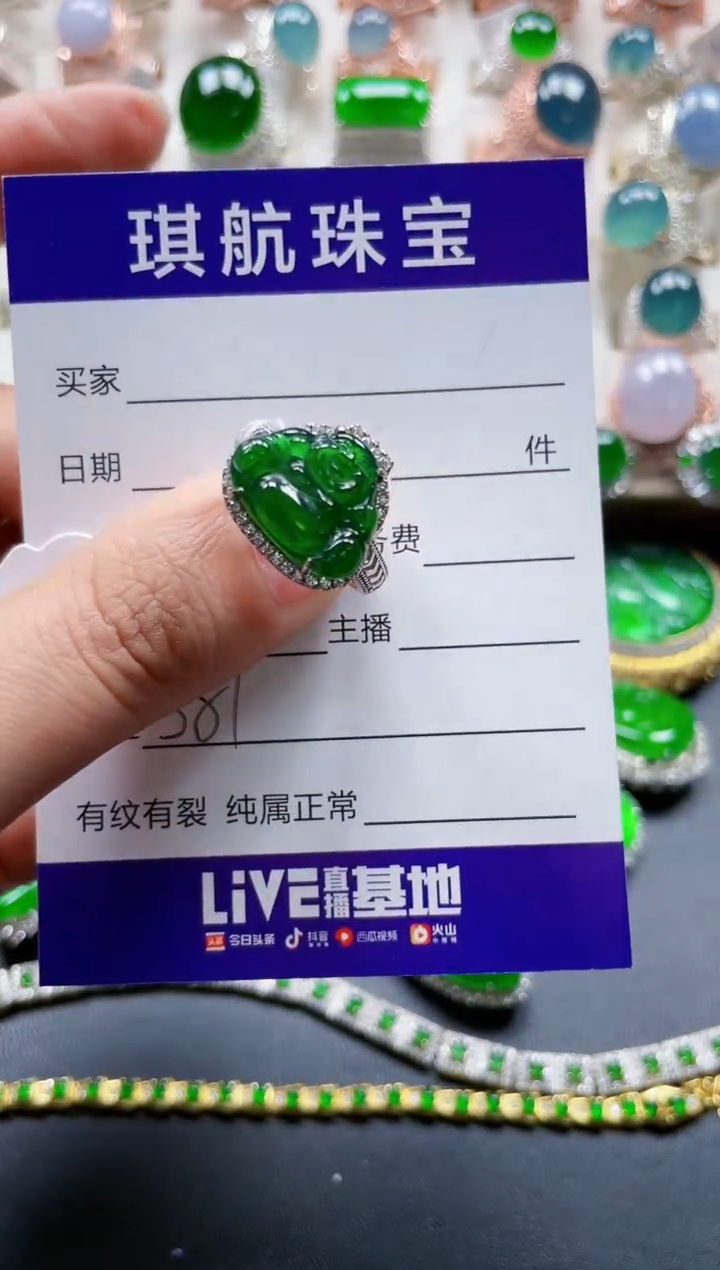 琪航珠宝
买家
日期 件
费
主播
381
有纹有裂 纯属正常
LIVE直播基地
今日头条 抖音 西瓜视频 火山